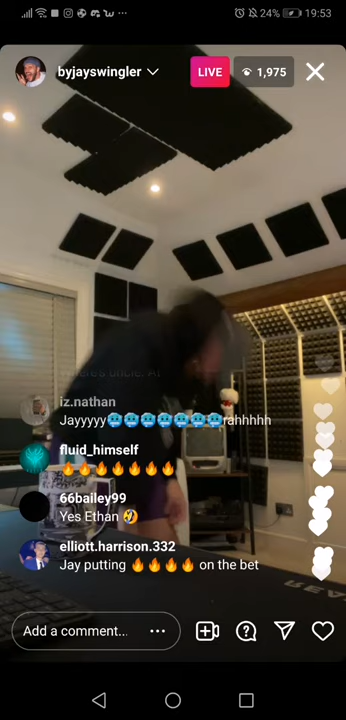 24% 19:53
byjayswingler LIVE 1,975
iz.nathan
Jayyyyy🥶🥶🥶🥶🥶🥶🥶rahhhhh
fluid_himself
🔥🔥🔥🔥🔥🔥🔥
66bailey99
Yes Ethan 🤣
elliott.harrison.332
Jay putting 🔥🔥🔥🔥 on the bet
Add a comment...